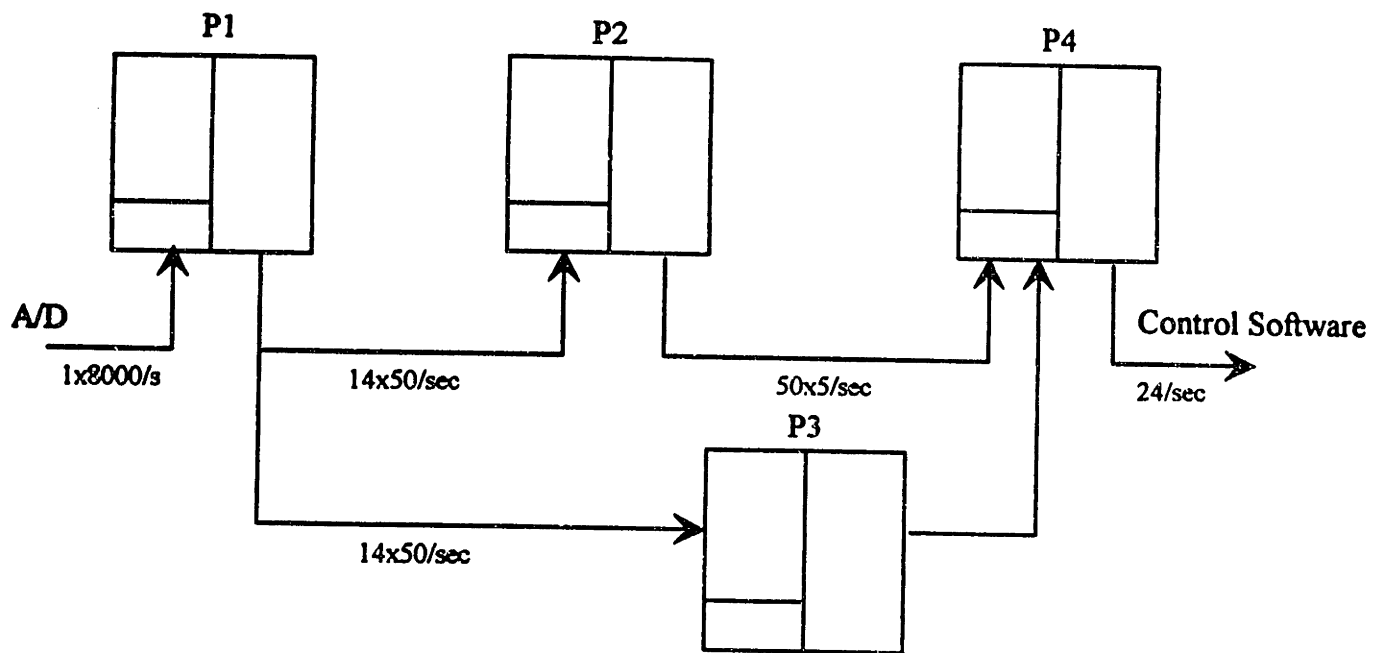 P1
P2
P4
A/D
1x8000/s
14x50/sec
50x5/sec
Control Software
24/sec
P3
14x50/sec